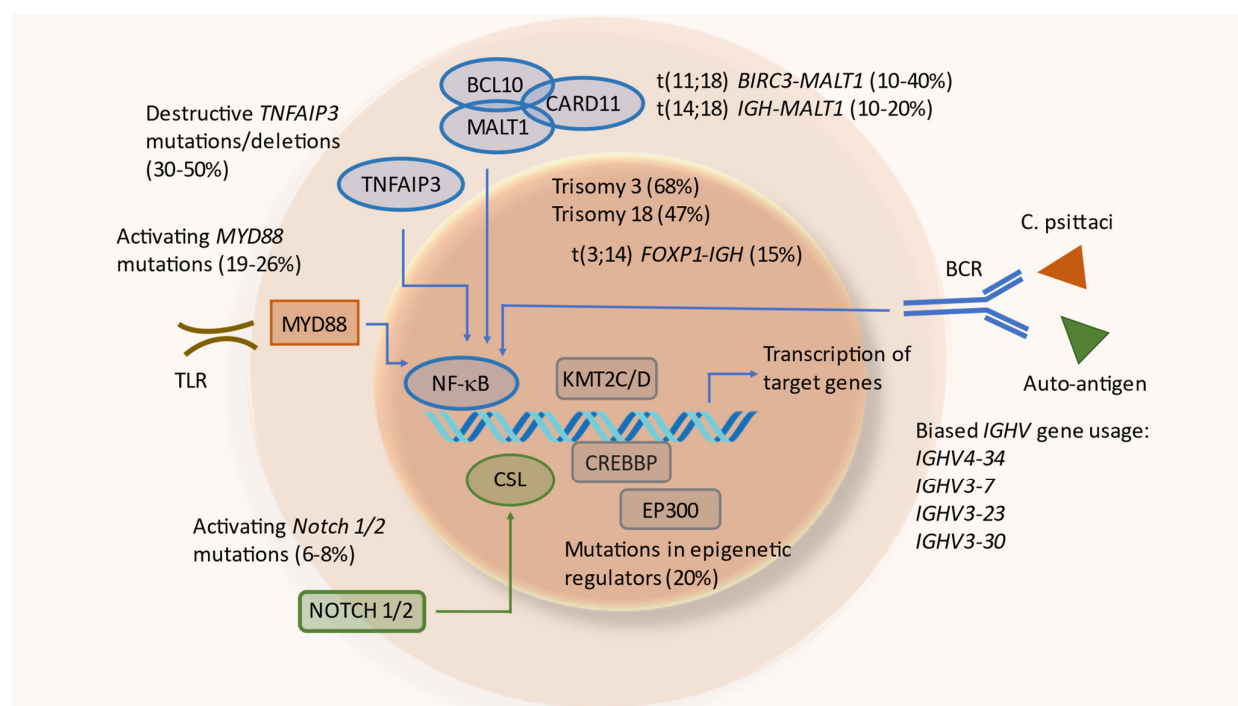 BCL10
CARD11
MALT1
t(11;18) BIRC3-MALT1 (10-40%)
t(14;18) IGH-MALT1 (10-20%)
Destructive TNFAIP3
mutations/deletions
(30-50%)
TNFAIP3
Trisomy 3 (68%)
Trisomy 18 (47%)
t(3;14) FOXP1-IGH (15%)
Activating MYD88
mutations (19-26%)
MYD88
TLR
C. psittaci
BCR
Auto-antigen
NF-κB
KMT2C/D
Transcription of
target genes
CREBBP
CSL
EP300
Biased IGHV gene usage:
IGHV4-34
IGHV3-7
IGHV3-23
IGHV3-30
Activating Notch 1/2
mutations (6-8%)
Mutations in epigenetic
regulators (20%)
NOTCH 1/2